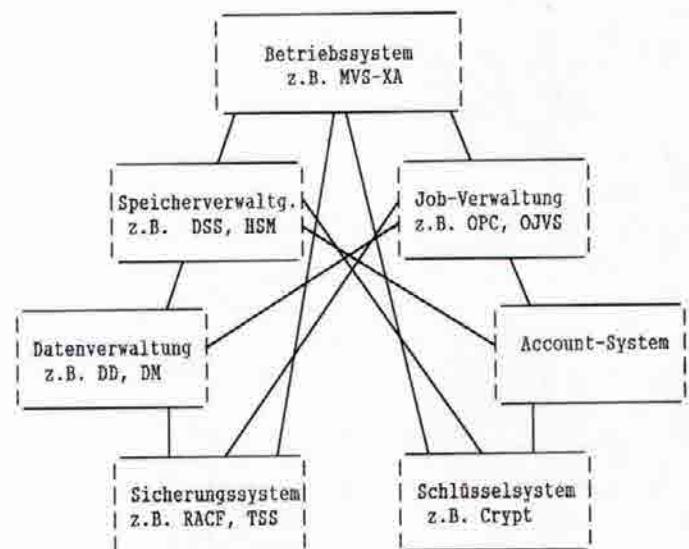 Betriebssystem
z.B. MVS-XA
Speicherverwaltg.
z.B. DSS, HSM
Job-Verwaltung
z.B. OPC, OJVS
Datenverwaltung
z.B. DD, DM
Account-System
Sicherungssystem
z.B. RACF, TSS
Schlüsselsystem
z.B. Crypt